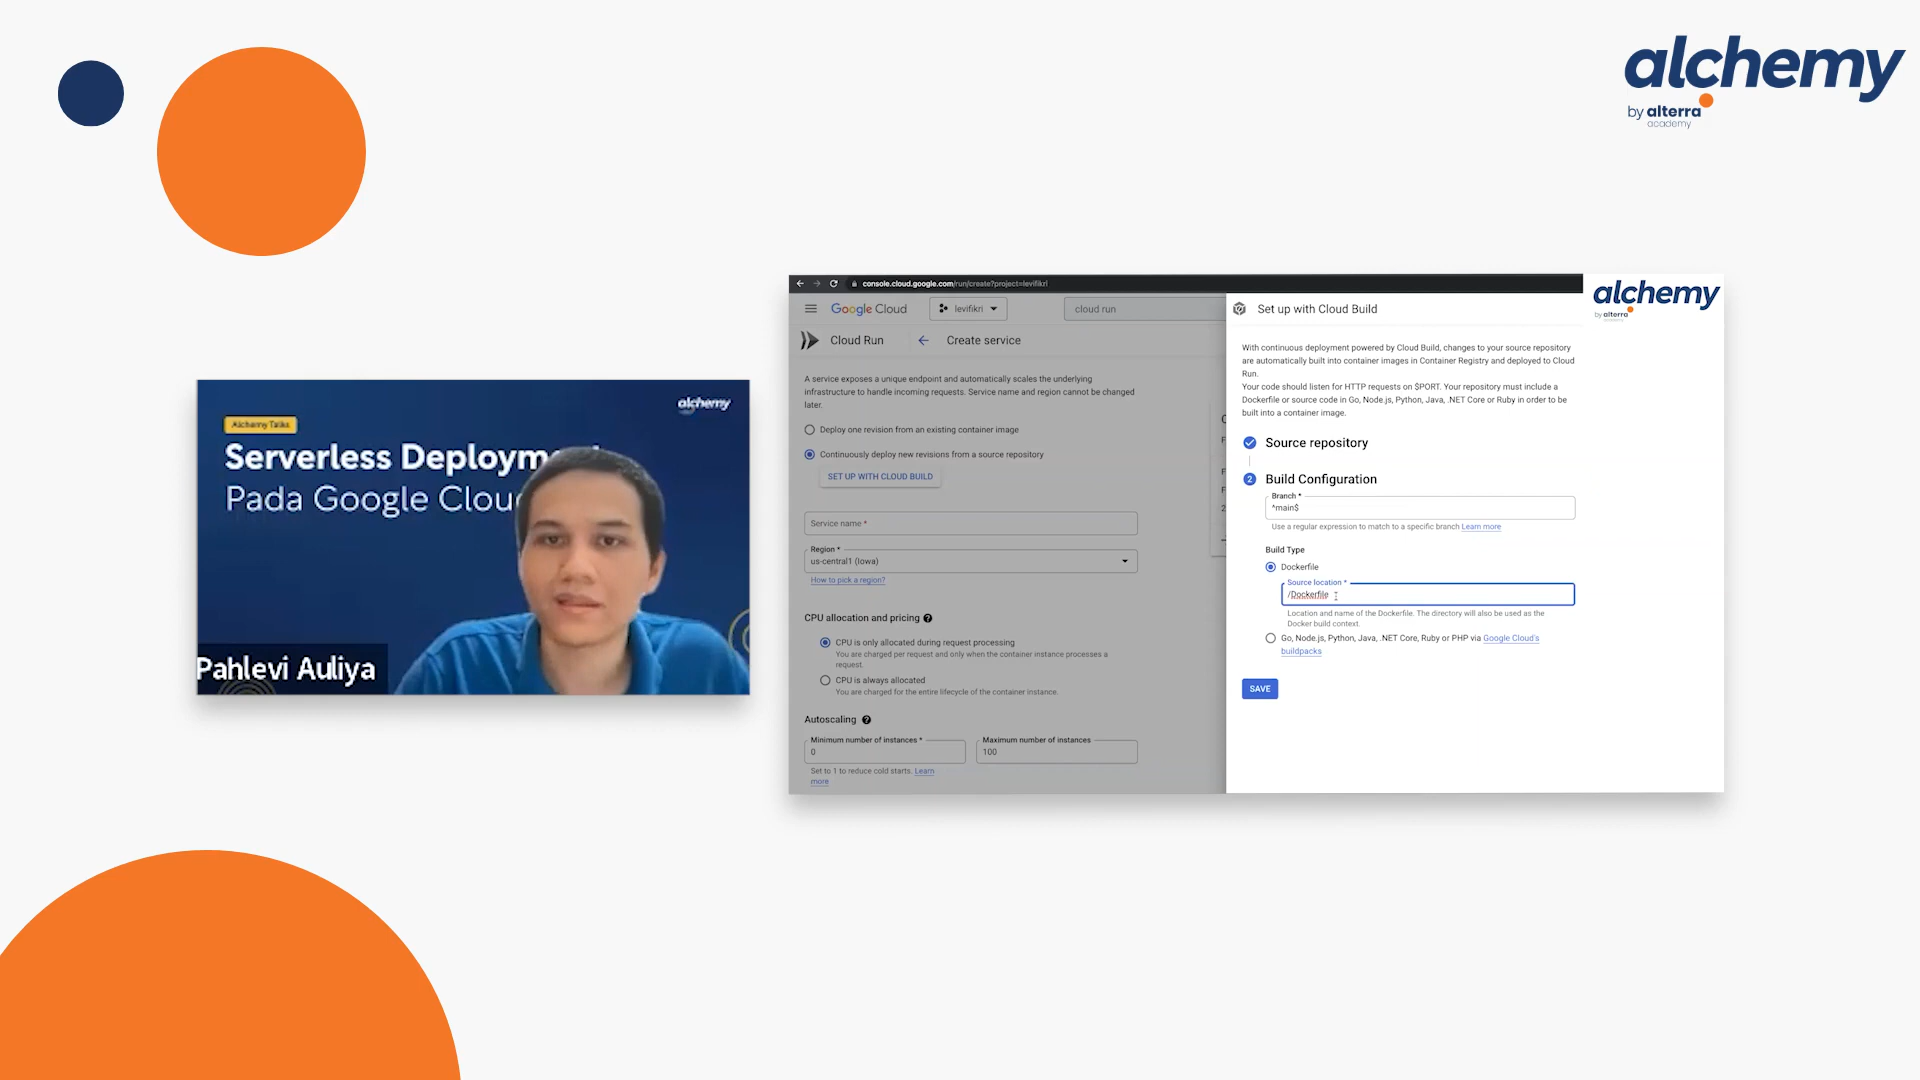 alchemy
by alterra
academy
alchemy
Alchemy Talks
Serverless Deploym
Pada Google Clou
Pahlevi Auliya
console.cloud.google.com/run/create?project=levifikri
Google Cloud
levifikri
cloud run
Cloud Run
Create service
A service exposes a unique endpoint and automatically scales the underlying
infrastructure to handle incoming requests. Service name and region cannot be changed
later.
Deploy one revision from an existing container image
Continuously deploy new revisions from a source repository
SET UP WITH CLOUD BUILD
Service name *
Region *
us-central1 (Iowa)
How to pick a region?
CPU allocation and pricing
CPU is only allocated during request processing
You are charged per request and only when the container instance processes a
request.
CPU is always allocated
You are charged for the entire lifecycle of the container instance.
Autoscaling
Minimum number of instances *
0
Maximum number of instances
100
Set to 1 to reduce cold starts. Learn
more
Set up with Cloud Build
With continuous deployment powered by Cloud Build, changes to your source repository
are automatically built into container images in Container Registry and deployed to Cloud
Run.
Your code should listen for HTTP requests on $PORT. Your repository must include a
Dockerfile or source code in Go, Node.js, Python, Java, .NET Core or Ruby in order to be
built into a container image.
Source repository
2 Build Configuration
Branch *
^main$
Use a regular expression to match to a specific branch Learn more
Build Type
Dockerfile
Source location *
/Dockerfile
Location and name of the Dockerfile. The directory will also be used as the
Docker build context.
Go, Node.js, Python, Java, .NET Core, Ruby or PHP via Google Cloud's
buildpacks
SAVE
alchemy
by alterra